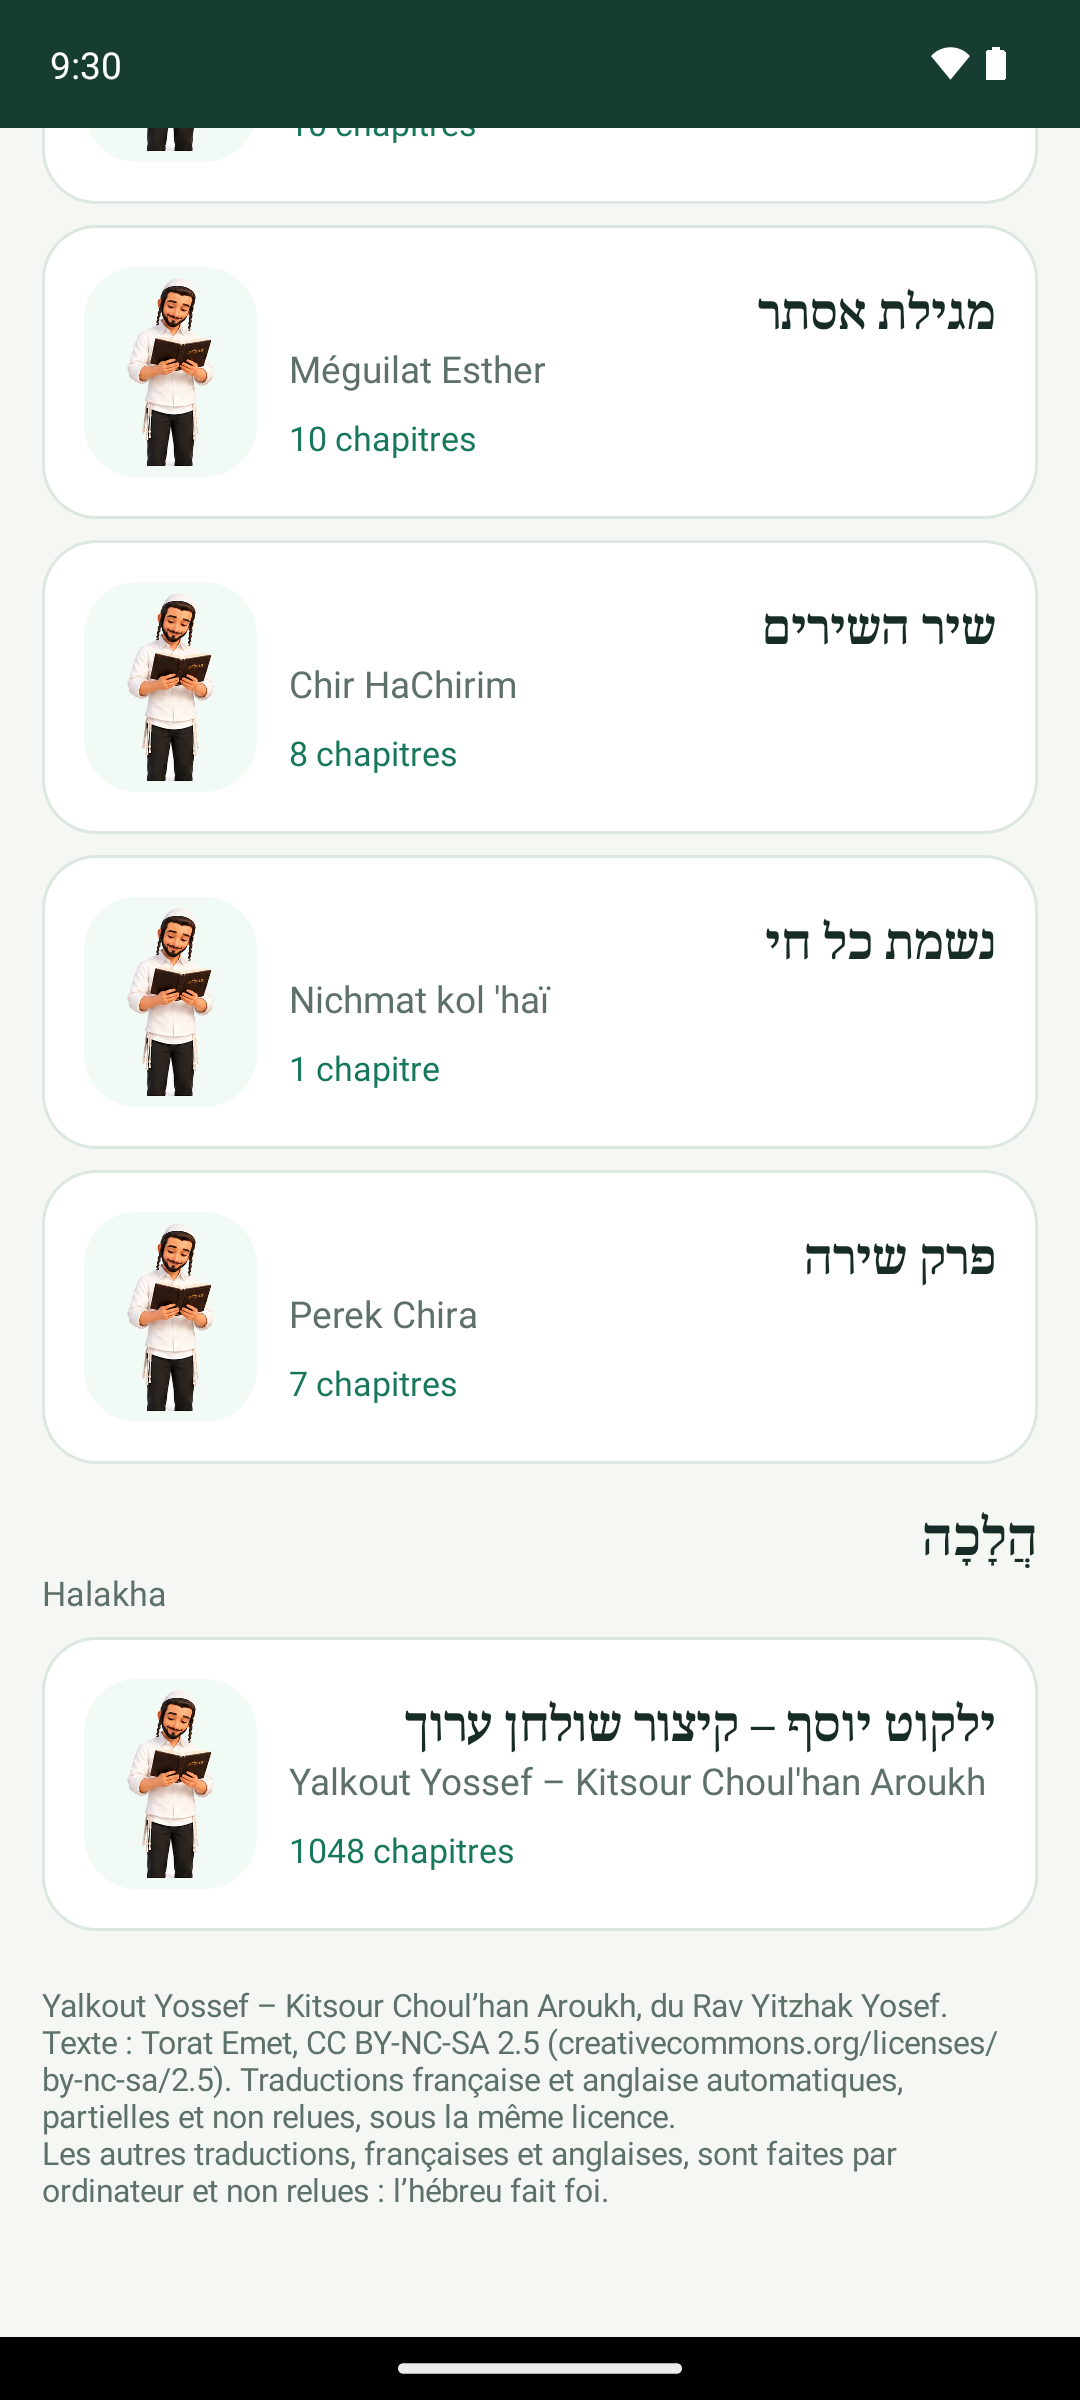 9:30
10 chapitres
מגילת אסתר
Méguilat Esther
10 chapitres
שיר השירים
Chir HaChirim
8 chapitres
נשמת כל חי
Nichmat kol 'haï
1 chapitre
פרק שירה
Perek Chira
7 chapitres
הֲלָכָה
Halakha
ילקוט יוסף – קיצור שולחן ערוך
Yalkout Yossef – Kitsour Choul'han Aroukh
1048 chapitres
Yalkout Yossef – Kitsour Choul’han Aroukh, du Rav Yitzhak Yosef.
Texte : Torat Emet, CC BY-NC-SA 2.5 (creativecommons.org/licenses/
by-nc-sa/2.5). Traductions française et anglaise automatiques,
partielles et non relues, sous la même licence.
Les autres traductions, françaises et anglaises, sont faites par
ordinateur et non relues : l’hébreu fait foi.